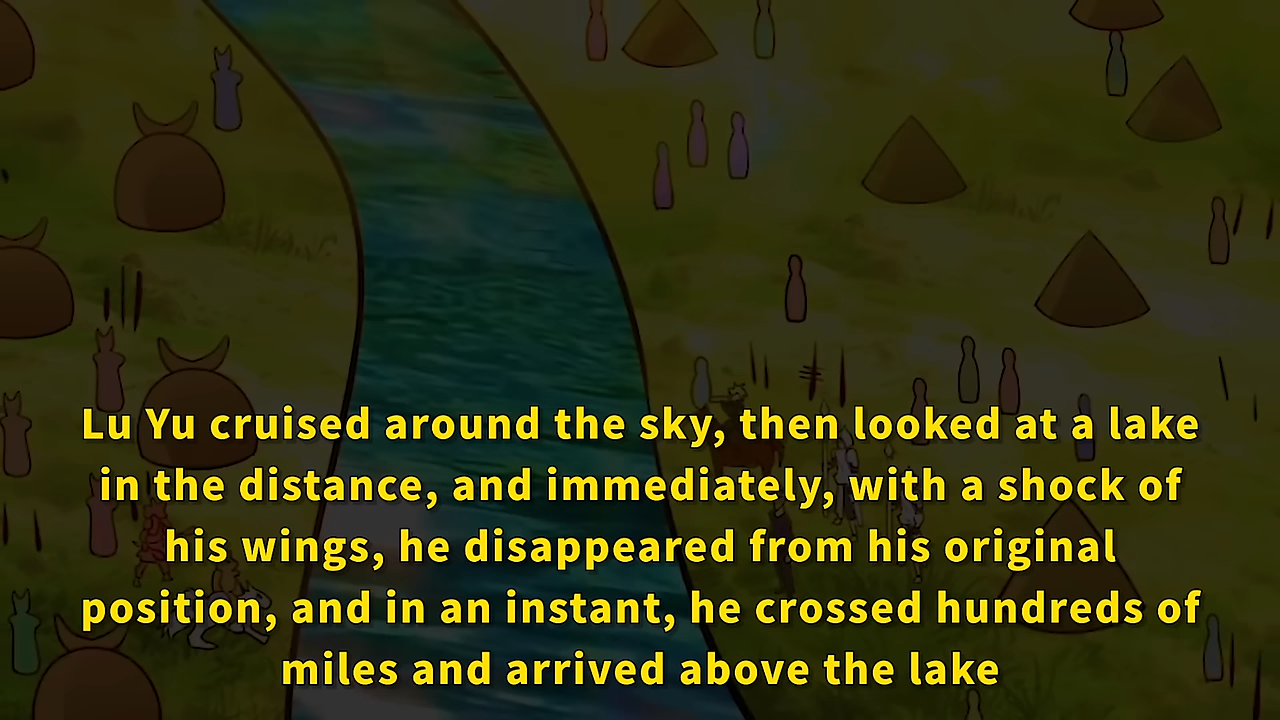 Lu Yu cruised around the sky, then looked at a lake
in the distance, and immediately, with a shock of
his wings, he disappeared from his original
position, and in an instant, he crossed hundreds of
miles and arrived above the lake